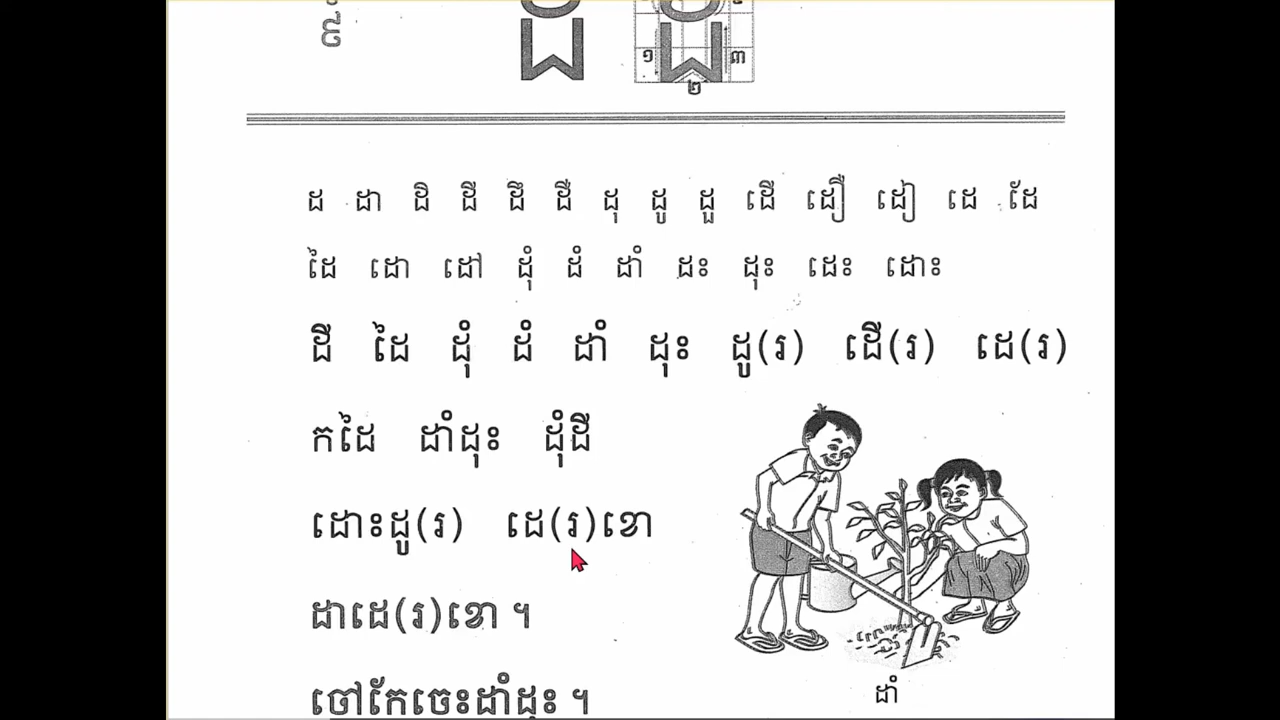 ១ ៣
២
ដ ដា ដិ ដី ដឹ ដឺ ដុ ដូ ដួ ដើ ដឿ ដៀ ដេ ដែ
ដៃ ដោ ដៅ ដុំ ដំ ដាំ ដះ ដុះ ដេះ ដោះ
ដី ដៃ ដុំ ដំ ដាំ ដុះ ដូ(រ) ដើ(រ) ដេ(រ)
កដៃ ដាំដុះ ដុំដី
ដោះដូ(រ) ដេ(រ)ខោ
ដាដេ(រ)ខោ ។
ចៅកែចេះដាំដុះ ។
ដាំ